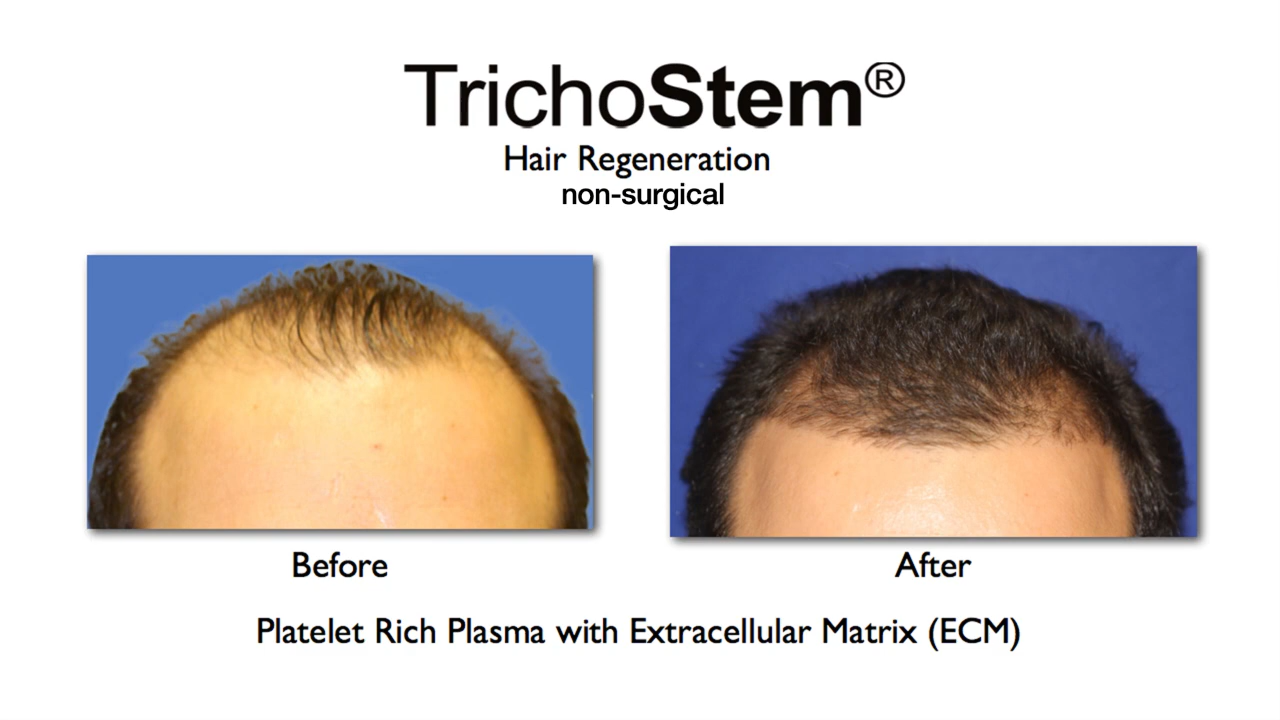 TrichoStem®
Hair Regeneration
non-surgical
Before
After
Platelet Rich Plasma with Extracellular Matrix (ECM)